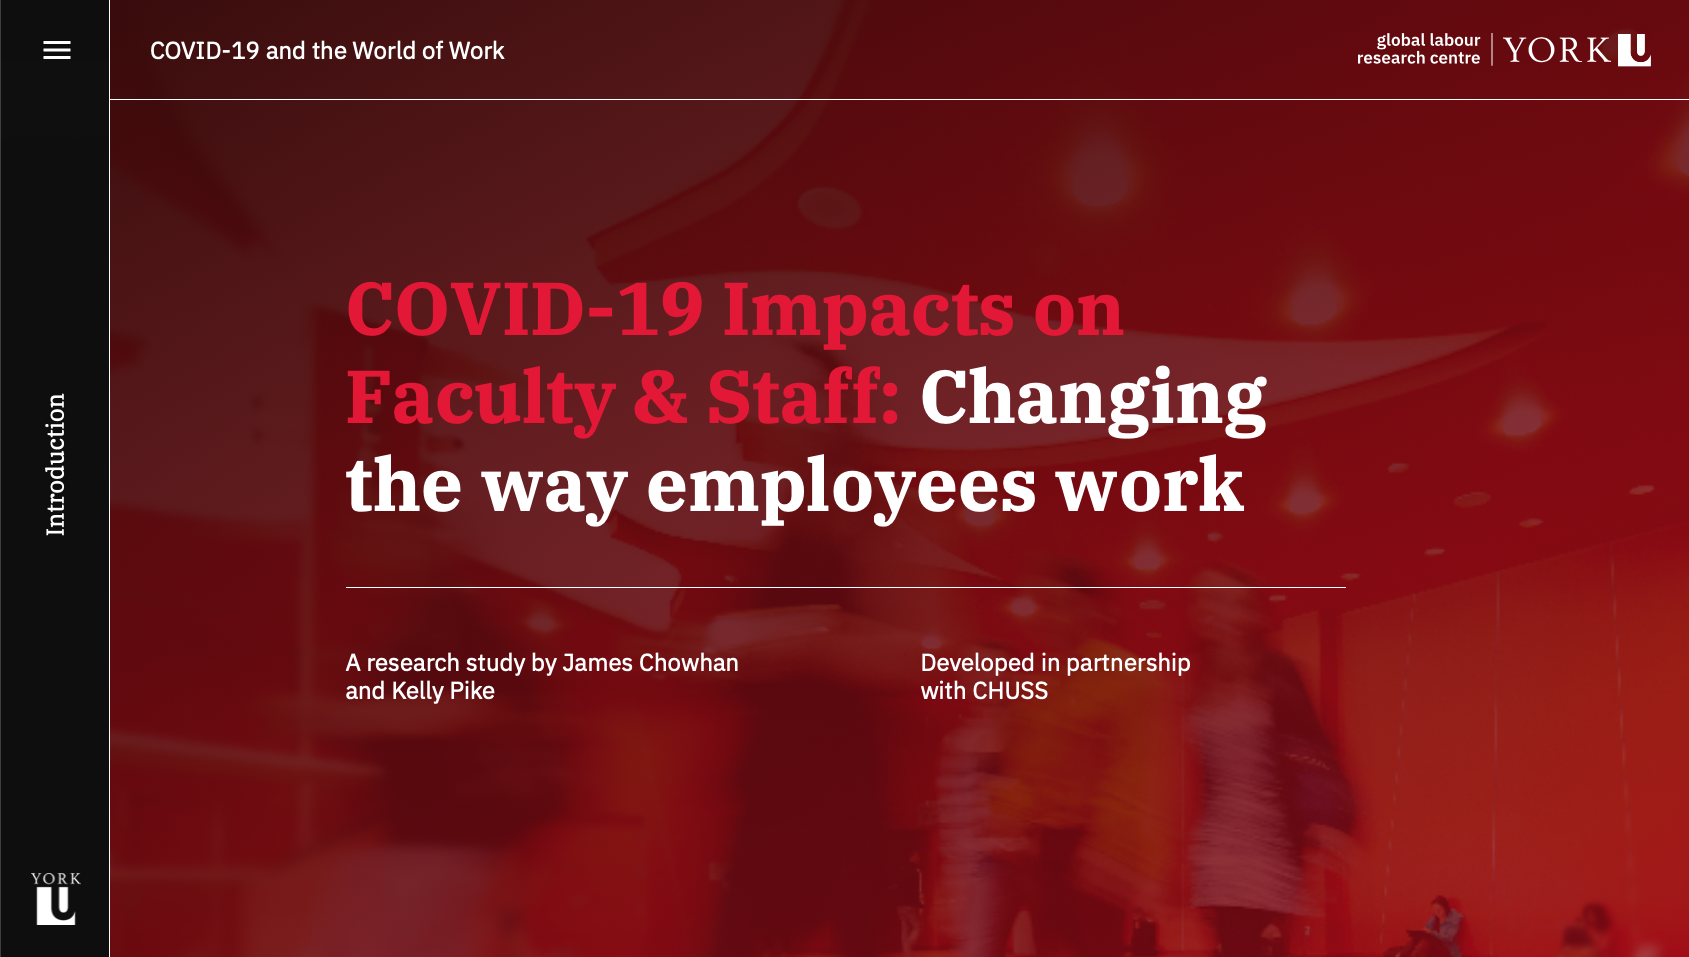 COVID-19 and the World of Work
global labour
research centre
YORK U
COVID-19 Impacts on
Faculty & Staff: Changing
the way employees work
A research study by James Chowhan
and Kelly Pike
Developed in partnership
with CHUSS
Introduction
YORK
U